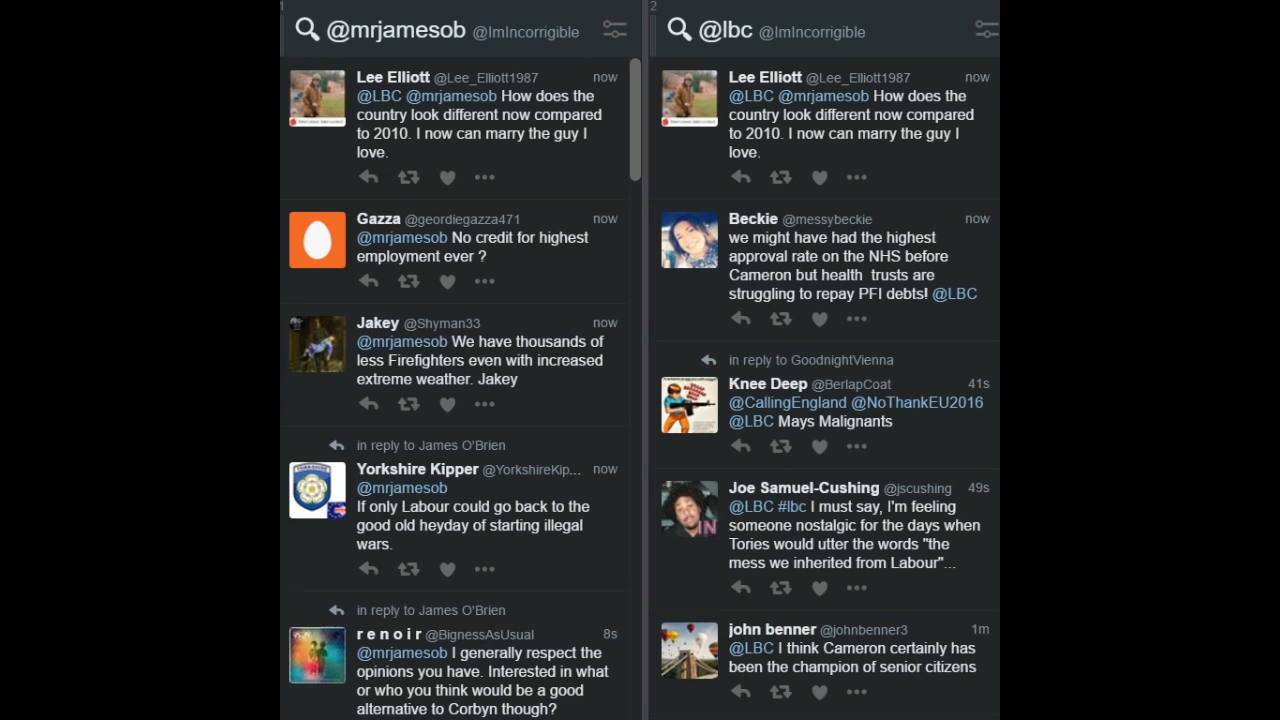 1
@mrjamesob @ImIncorrigible
Lee Elliott @Lee_Elliott1987 now
@LBC @mrjamesob How does the
country look different now compared
to 2010. I now can marry the guy I
love.
Gazza @geordiegazza471 now
@mrjamesob No credit for highest
employment ever ?
Jakey @Shyman33 now
@mrjamesob We have thousands of
less Firefighters even with increased
extreme weather. Jakey
in reply to James O'Brien
Yorkshire Kipper @YorkshireKip... now
@mrjamesob
If only Labour could go back to the
good old heyday of starting illegal
wars.
in reply to James O'Brien
r e n o i r @BignessAsUsual 8s
@mrjamesob I generally respect the
opinions you have. Interested in what
or who you think would be a good
alternative to Corbyn though?
2
@lbc @ImIncorrigible
Lee Elliott @Lee_Elliott1987 now
@LBC @mrjamesob How does the
country look different now compared
to 2010. I now can marry the guy I
love.
Beckie @messybeckie now
we might have had the highest
approval rate on the NHS before
Cameron but health trusts are
struggling to repay PFI debts! @LBC
in reply to GoodnightVienna
Knee Deep @BerlapCoat 41s
@CallingEngland @NoThankEU2016
@LBC Mays Malignants
Joe Samuel-Cushing @jscushing 49s
@LBC #lbc I must say, I'm feeling
someone nostalgic for the days when
Tories would utter the words "the
mess we inherited from Labour"...
john benner @johnbenner3 1m
@LBC I think Cameron certainly has
been the champion of senior citizens